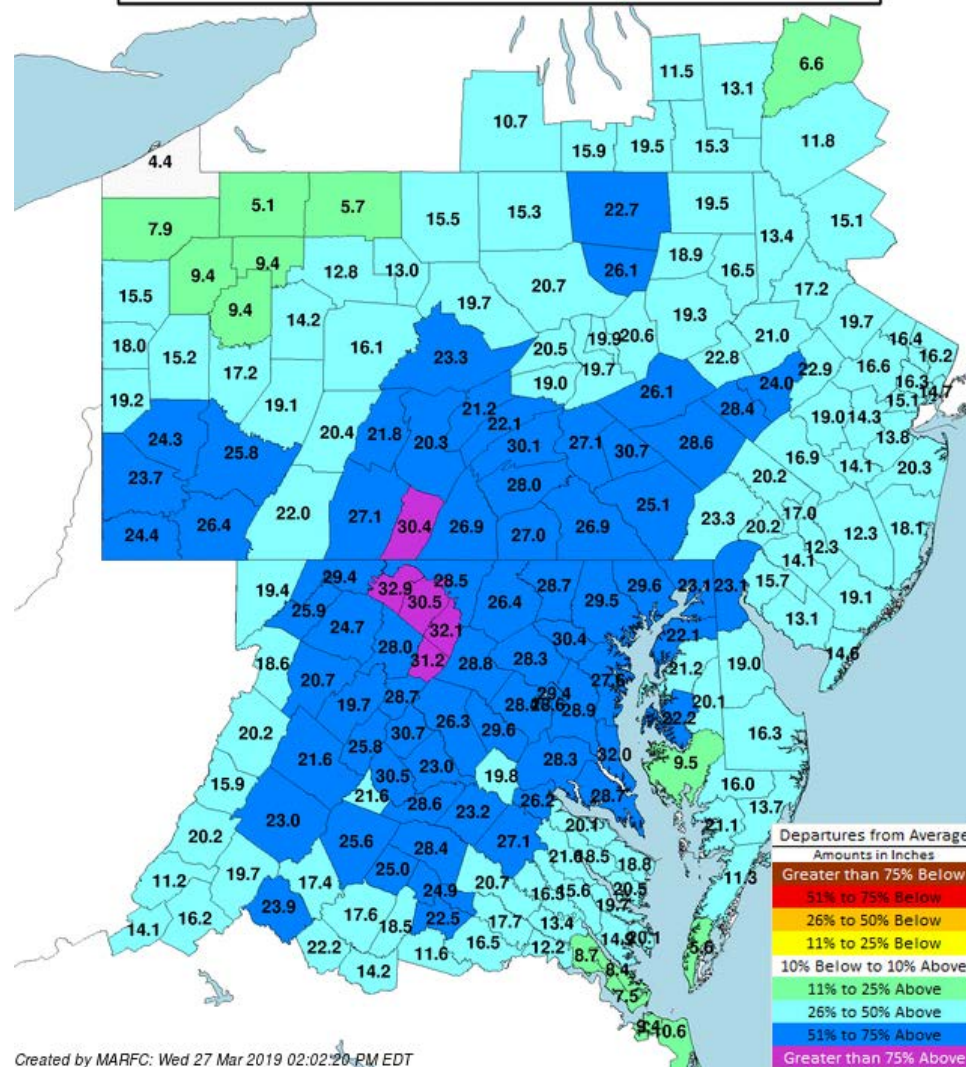 6.6
11.5
13.1
10.7
11.8
15.9 19.5 15.3
4.4
5.1 5.7
15.5 15.3 22.7 19.5
7.9
15.1
13.4
9.4 9.4 12.8 13.0
26.1 18.9 16.5
15.5 20.7
17.2
9.4 14.2 19.7
19.3
19.7
18.0 15.2 16.1 23.3
20.5 19.9 20.6
21.0 16.4
22.8 16.2
17.2 19.0 19.7
22.9 16.6
19.2 19.1
26.1 24.0 16.3 14.7
15.1
21.2
28.4 19.0 14.3
24.3 20.4 21.8 20.3 22.1 30.1 27.1 30.7 28.6
13.8
25.8
16.9 14.1 20.3
23.7 28.0
20.2
25.1
24.4 26.4 22.0 27.1 30.4 26.9 27.0 26.9
23.3 20.2 17.0 12.3 12.3 18.1
14.1
19.4 29.4 32.9 28.5 28.7 29.6 23.1 23.1 15.7
30.5 26.4 29.5
19.1
25.9 24.7
13.1
28.0 32.1 30.4 22.1
14.6
18.6 31.2 28.8 28.3 21.2 19.0
20.7 19.7 28.7 29.4 27.6 20.1
28.9 22.2
20.2 30.7 26.3 29.6
16.3
21.6 25.8 23.0 28.3 32.0
9.5
15.9 30.5 19.8
16.0
21.6 28.6 23.2 26.2 28.7
13.7
23.0
20.1 21.1
20.2 25.6 28.4 27.1
18.5 18.8
11.3
11.2 19.7 17.4 25.0 24.9 20.7
15.6 20.5
19.7
14.1 16.2 23.9 17.6 18.5 22.5 17.7 13.4
22.2 11.6 16.5 12.2 20.1
5.6
14.2 8.7 8.4
7.5
10.6
Departures from Average
Amounts in Inches
Greater than 75% Below
51% to 75% Below
26% to 50% Below
11% to 25% Below
10% Below to 10% Above
11% to 25% Above
26% to 50% Above
51% to 75% Above
Greater than 75% Above
Created by MARFC: Wed 27 Mar 2019 02:02:20 PM EDT